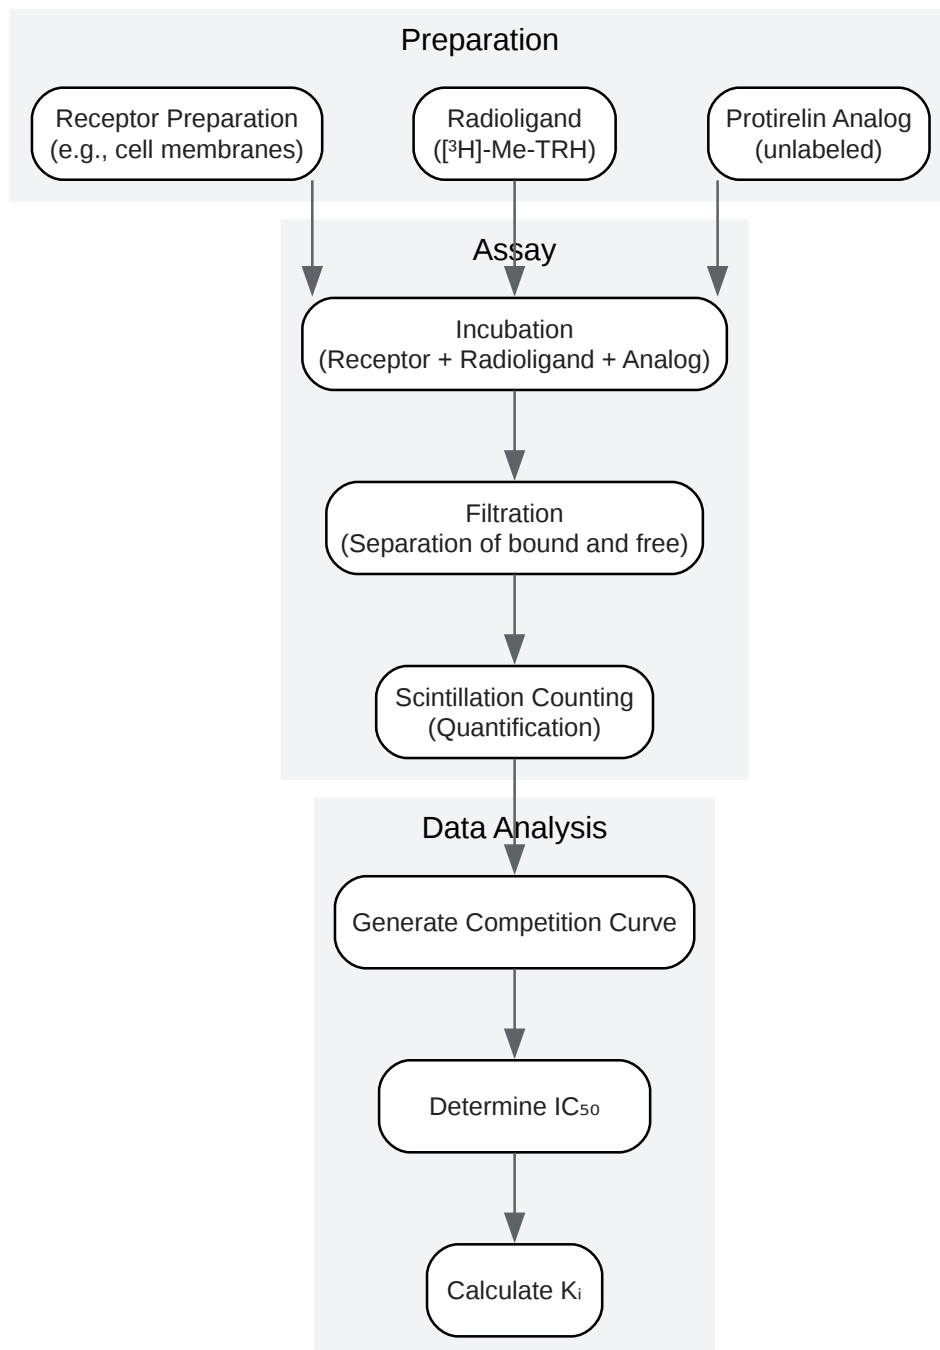 Preparation
Receptor Preparation
(e.g., cell membranes)
Radioligand
([³H]-Me-TRH)
Protirelin Analog
(unlabeled)
Assay
Incubation
(Receptor + Radioligand + Analog)
Filtration
(Separation of bound and free)
Scintillation Counting
(Quantification)
Data Analysis
Generate Competition Curve
Determine IC₅₀
Calculate Kᵢ